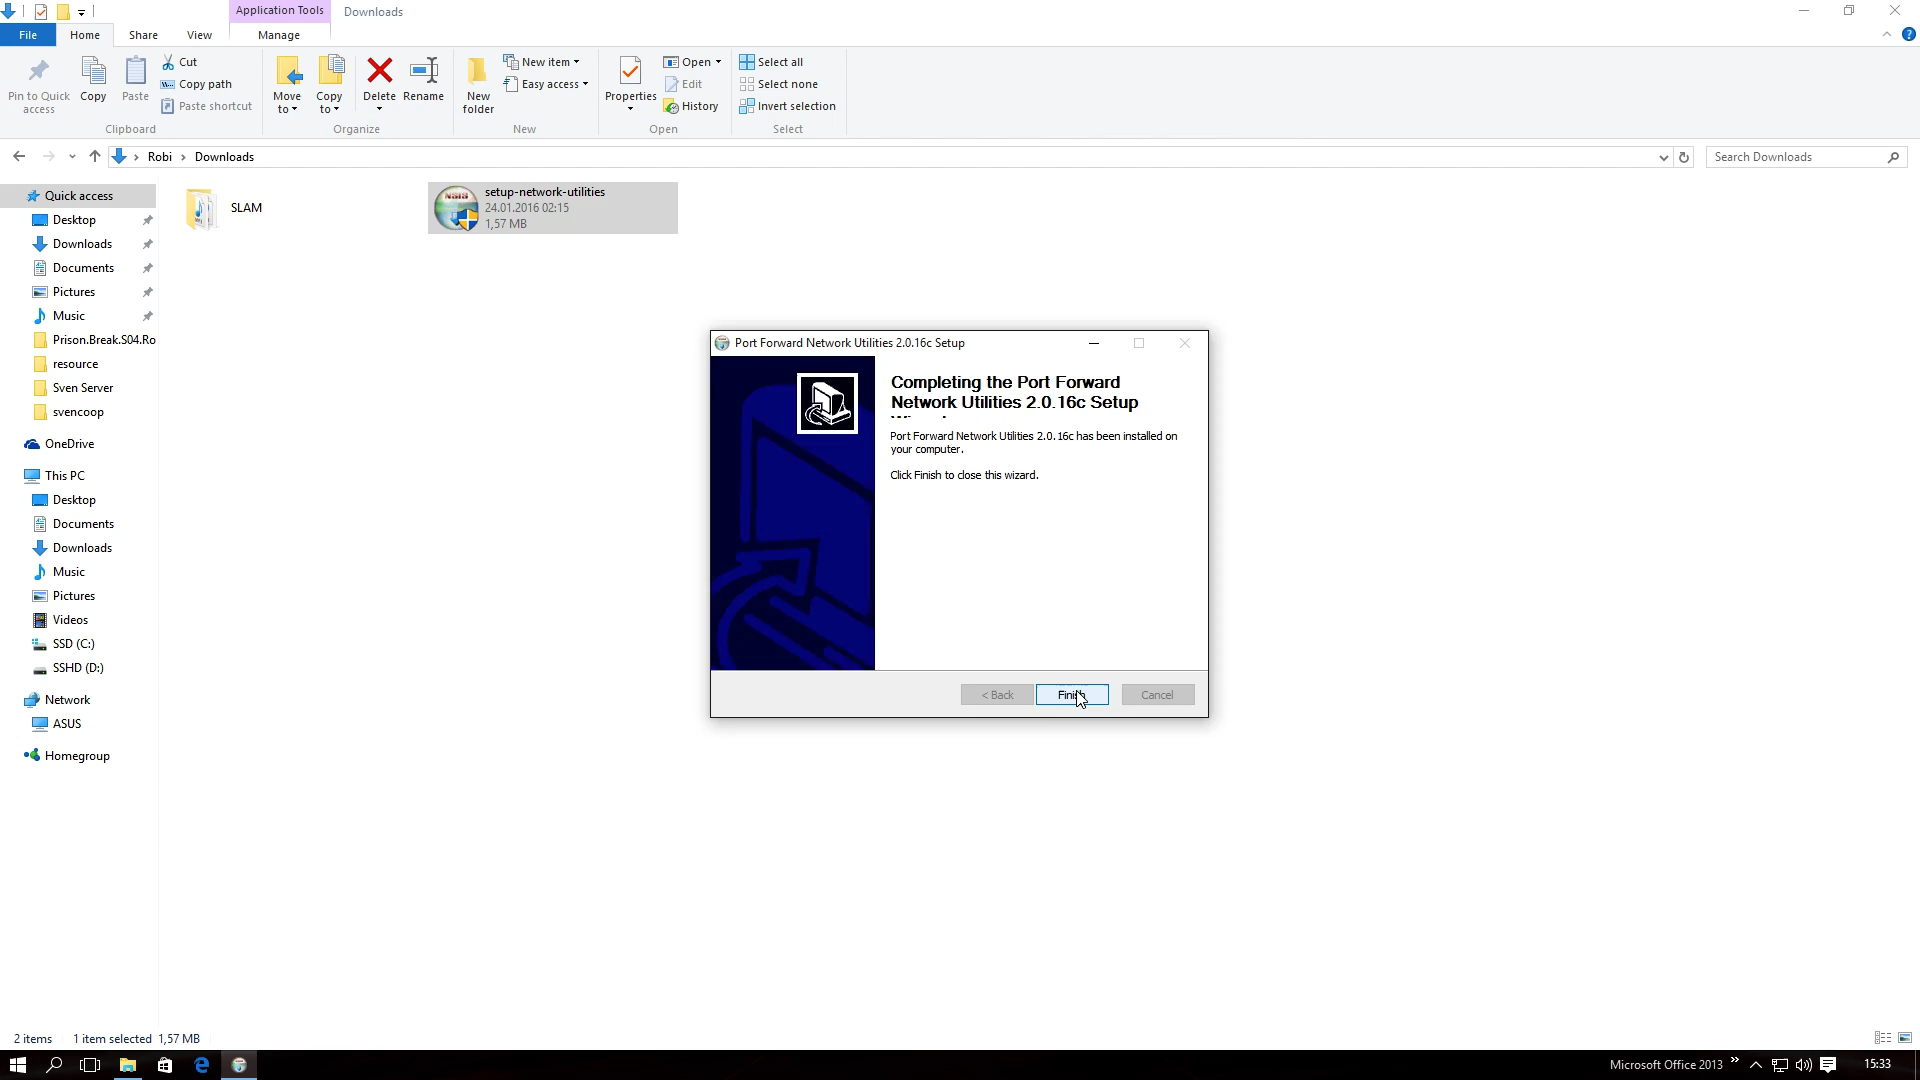 Application Tools
Downloads
File
Home
Share
View
Manage
Pin to Quick
access
Copy
Paste
Cut
Copy path
Paste shortcut
Clipboard
Move
to
Copy
to
Delete
Rename
Organize
New
folder
New item
Easy access
New
Properties
Open
Edit
History
Open
Select all
Select none
Invert selection
Select
Robi
Downloads
Search Downloads
Quick access
Desktop
Downloads
Documents
Pictures
Music
Prison.Break.S04.Ro
resource
Sven Server
svencoop
OneDrive
This PC
Desktop
Documents
Downloads
Music
Pictures
Videos
SSD (C:)
SSHD (D:)
Network
ASUS
Homegroup
SLAM
NSIS
setup-network-utilities
24.01.2016 02:15
1,57 MB
Port Forward Network Utilities 2.0.16c Setup
Completing the Port Forward
Network Utilities 2.0.16c Setup
Port Forward Network Utilities 2.0.16c has been installed on
your computer.
Click Finish to close this wizard.
< Back
Finish
Cancel
2 items
1 item selected 1,57 MB
Microsoft Office 2013
15:33